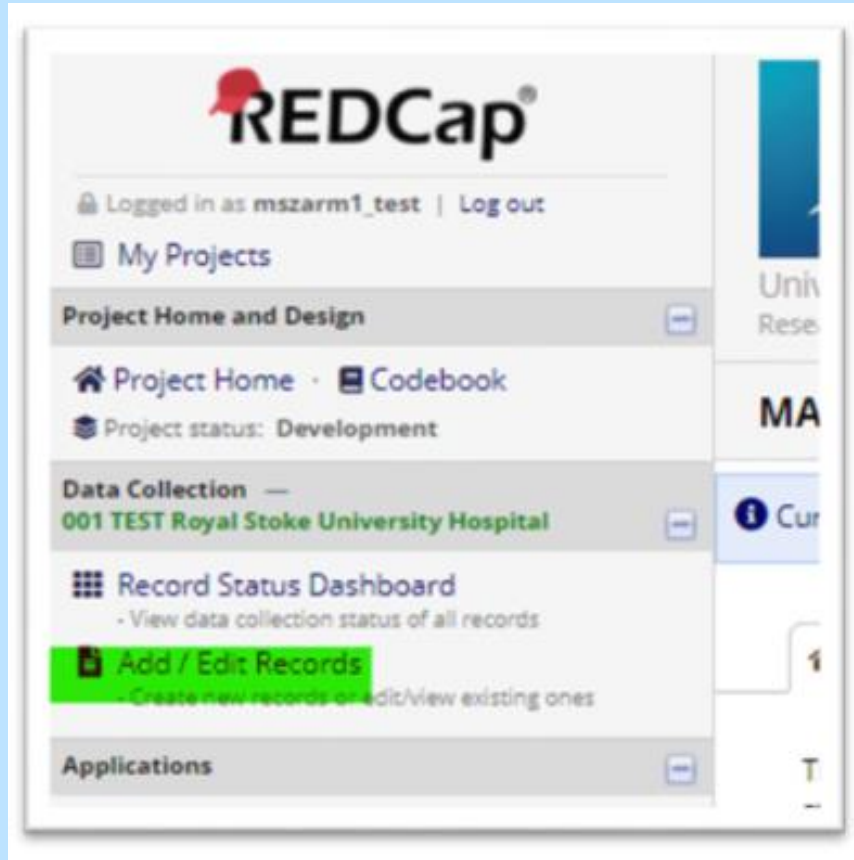 REDCap®
Logged in as mszarm1_test | Log out
My Projects
Project Home and Design
Project Home · Codebook
Project status: Development
Data Collection —
001 TEST Royal Stoke University Hospital
Record Status Dashboard
- View data collection status of all records
Add / Edit Records
- Create new records or edit/view existing ones
Applications
Univ
Rese
MA
Cur